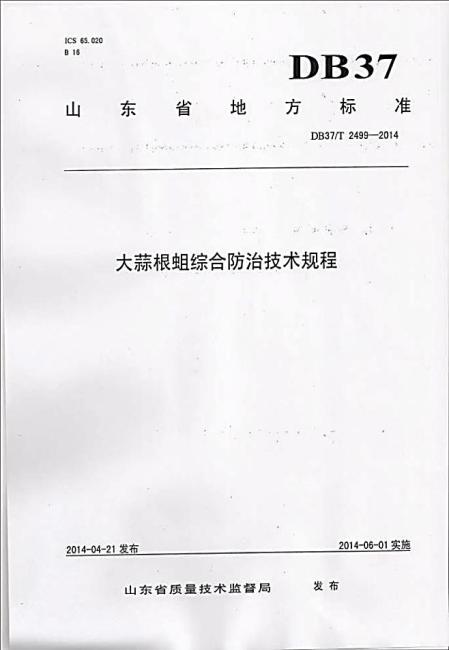 ICS 65.020
B 16
DB37
山东省地方标准
DB37/T 2499—2014
大蒜根蛆综合防治技术规程
2014-04-21 发布 2014-06-01 实施
山东省质量技术监督局 发布